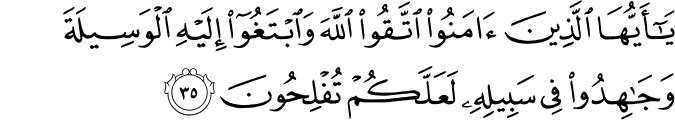 يَـٰٓأَيُّهَا ٱلَّذِينَ ءَامَنُوا۟ ٱتَّقُوا۟ ٱللَّهَ وَٱبْتَغُوٓا۟ إِلَيْهِ ٱلْوَسِيلَةَ
وَجَـٰهِدُوا۟ فِى سَبِيلِهِۦ لَعَلَّكُمْ تُفْلِحُونَ ٣٥